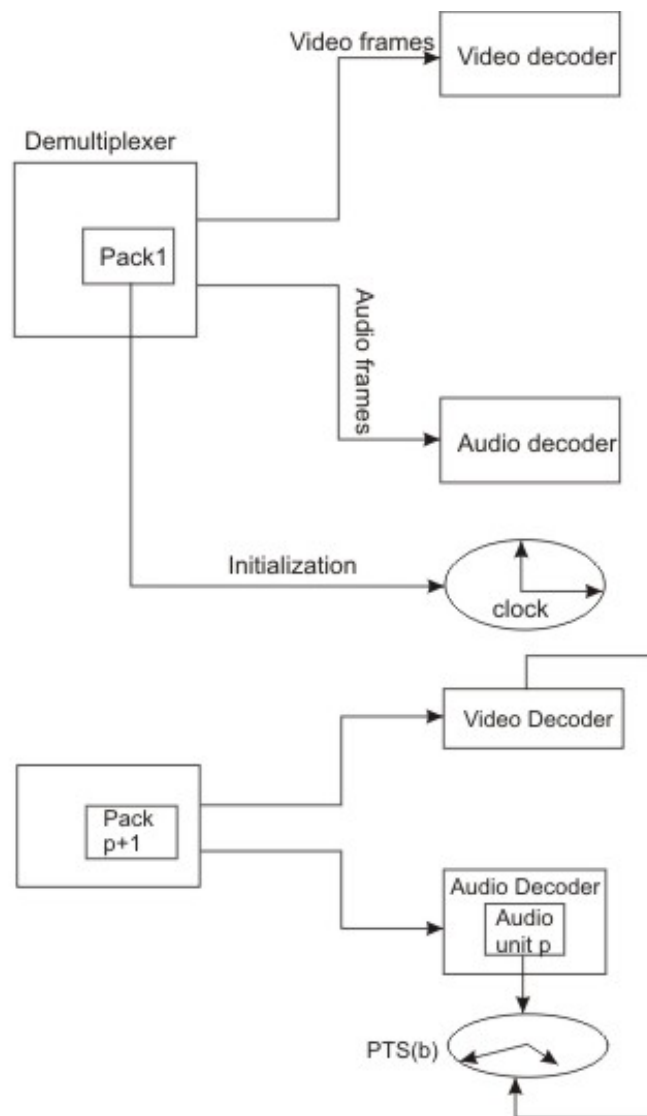 Video frames
Video decoder
Demultiplexer
Pack1
Audio frames
Audio decoder
Initialization
clock
Video Decoder
Pack
p+1
Audio Decoder
Audio
unit p
PTS(b)